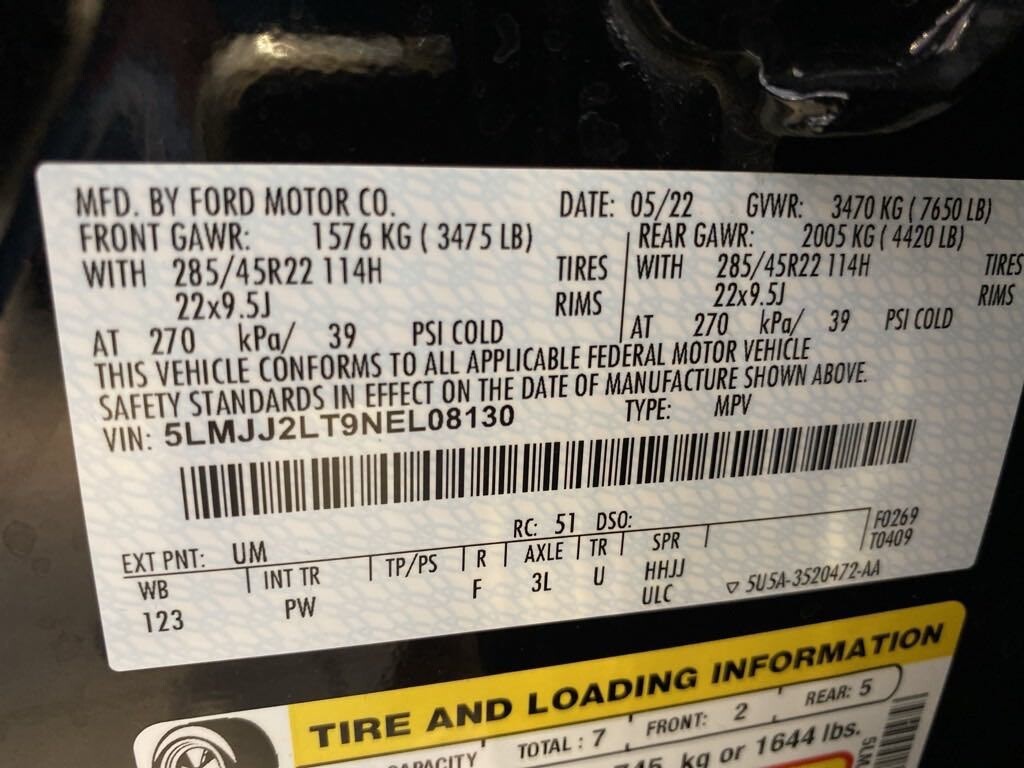 MFD. BY FORD MOTOR CO. DATE: 05/22 GVWR: 3470 KG ( 7650 LB)
FRONT GAWR: 1576 KG ( 3475 LB) REAR GAWR: 2005 KG ( 4420 LB)
WITH 285/45R22 114H TIRES WITH 285/45R22 114H TIRES
22x9.5J RIMS 22x9.5J RIMS
AT 270 kPa/ 39 PSI COLD AT 270 kPa/ 39 PSI COLD
THIS VEHICLE CONFORMS TO ALL APPLICABLE FEDERAL MOTOR VEHICLE
SAFETY STANDARDS IN EFFECT ON THE DATE OF MANUFACTURE SHOWN ABOVE.
VIN: 5LMJJ2LT9NEL08130 TYPE: MPV
EXT PNT: UM RC: 51 DSO: F0269
WB INT TR TP/PS R AXLE TR SPR T0409
123 PW F 3L U HHJJ
ULC 5U5A-3520472-AA
TIRE AND LOADING INFORMATION
TOTAL : 7 FRONT: 2 REAR: 5
kg or 1644 lbs.